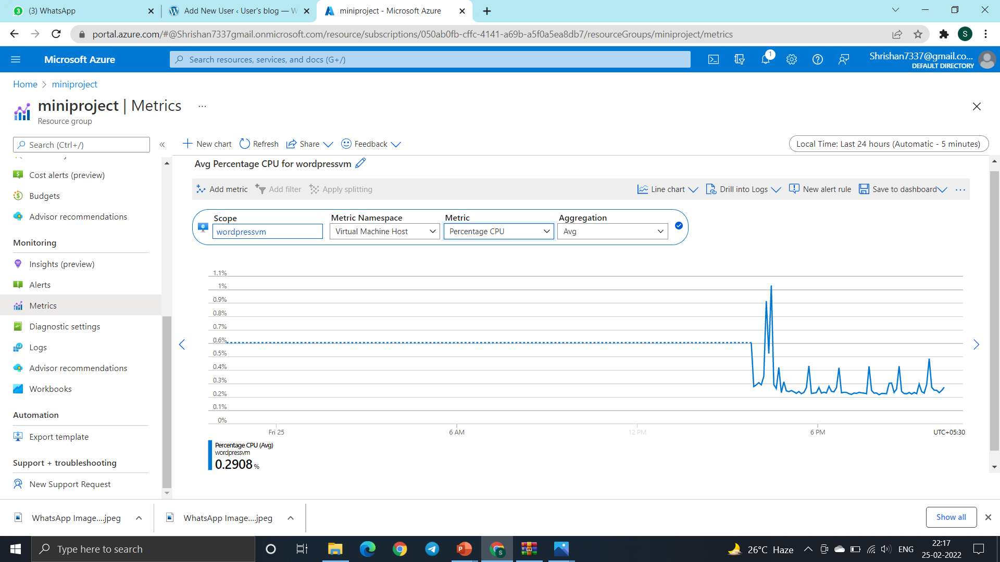 3
(3) WhatsApp
Add New User ‹ User's blog — W
miniproject - Microsoft Azure
portal.azure.com/#@Shrishan7337gmail.onmicrosoft.com/resource/subscriptions/050ab0fb-cffc-4141-a69b-a5f0a5ea8db7/resourceGroups/miniproject/metrics
S
Microsoft Azure
Search resources, services, and docs (G+/)
1
Shrishan7337@gmail.co...
DEFAULT DIRECTORY
Home > miniproject
miniproject | Metrics ...
Resource group
Search (Ctrl+/)
«
New chart Refresh Share Feedback
Local Time: Last 24 hours (Automatic - 5 minutes)
Cost alerts (preview)
Budgets
Advisor recommendations
Monitoring
Insights (preview)
Alerts
Metrics
Diagnostic settings
Logs
Advisor recommendations
Workbooks
Automation
Export template
Support + troubleshooting
New Support Request
Avg Percentage CPU for wordpressvm
Add metric Add filter Apply splitting Line chart Drill into Logs New alert rule Save to dashboard ...
Scope Metric Namespace Metric Aggregation
wordpressvm Virtual Machine Host Percentage CPU Avg
1.1%
1%
0.9%
0.8%
0.7%
0.6%
0.5%
0.4%
0.3%
0.2%
0.1%
0%
Fri 25 6 AM 12 PM 6 PM UTC+05:30
Percentage CPU (Avg)
wordpressvm
0.2908 %
WhatsApp Image....jpeg WhatsApp Image....jpeg Show all
Type here to search
26°C Haze
ENG
22:17
25-02-2022